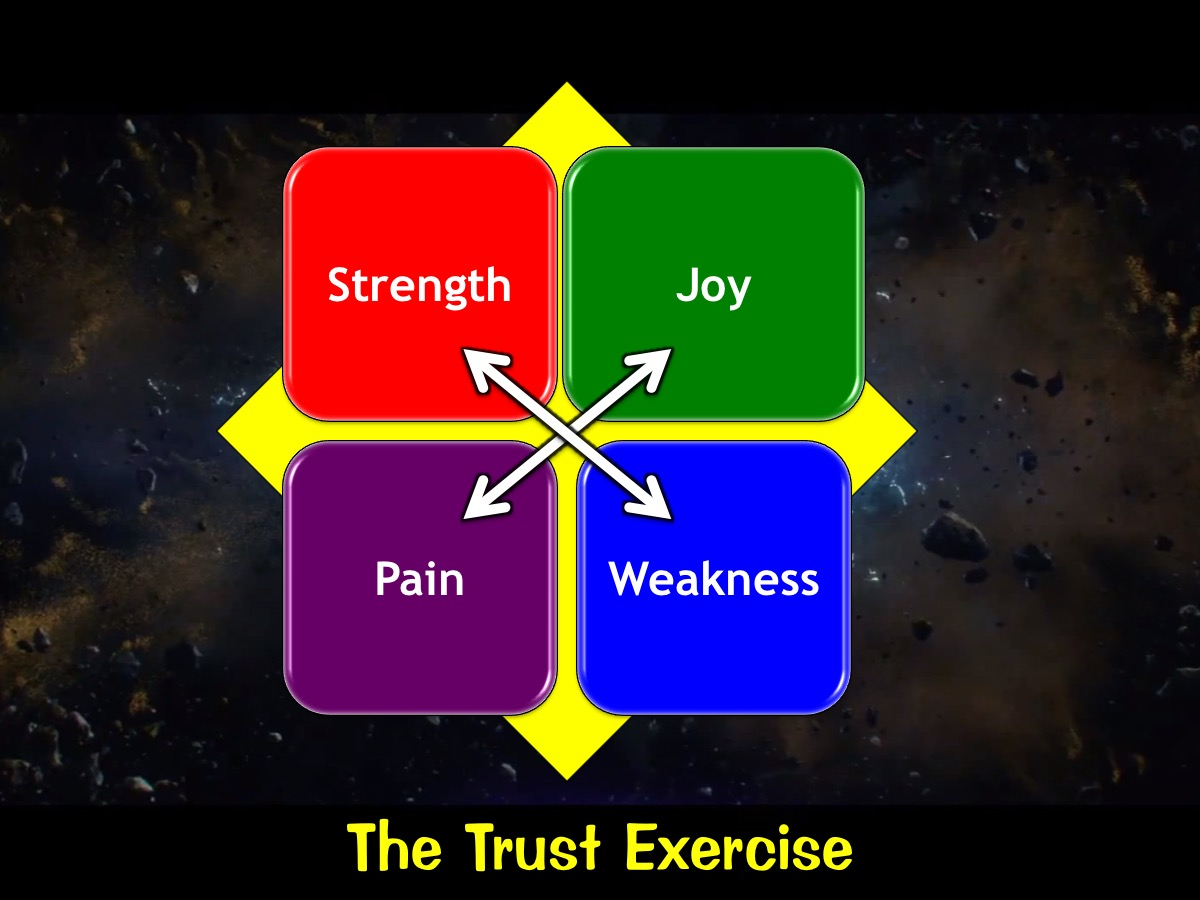 Strength
Joy
Pain
Weakness
The Trust Exercise